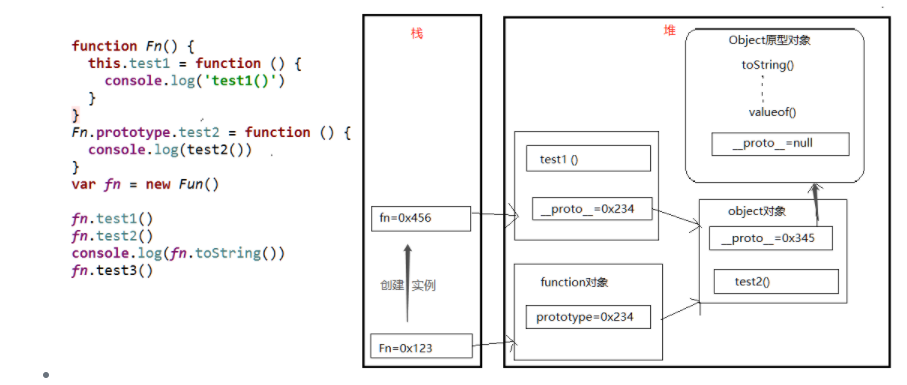 function Fn() {
this.test1 = function () {
console.log('test1()')
}
}
Fn.prototype.test2 = function () {
console.log(test2())
}
var fn = new Fun()
fn.test1()
fn.test2()
console.log(fn.toString())
fn.test3()
栈
fn=0x456
创建 实例
Fn=0x123
堆
Object原型对象
toString()
valueof()
__proto__=null
test1 ()
__proto__=0x234
object对象
__proto__=0x345
test2()
function对象
prototype=0x234